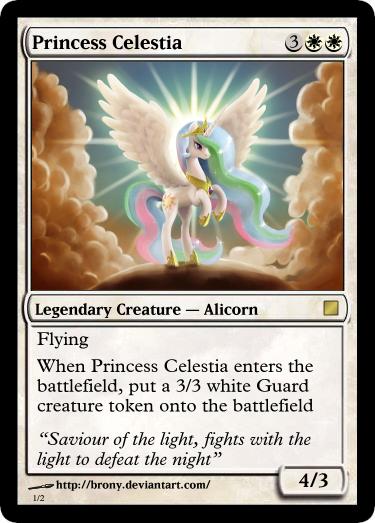 Princess Celestia 3
Legendary Creature — Alicorn
Flying
When Princess Celestia enters the
battlefield, put a 3/3 white Guard
creature token onto the battlefield
“Saviour of the light, fights with the
light to defeat the night”
4/3
http://brony.deviantart.com/
1/2